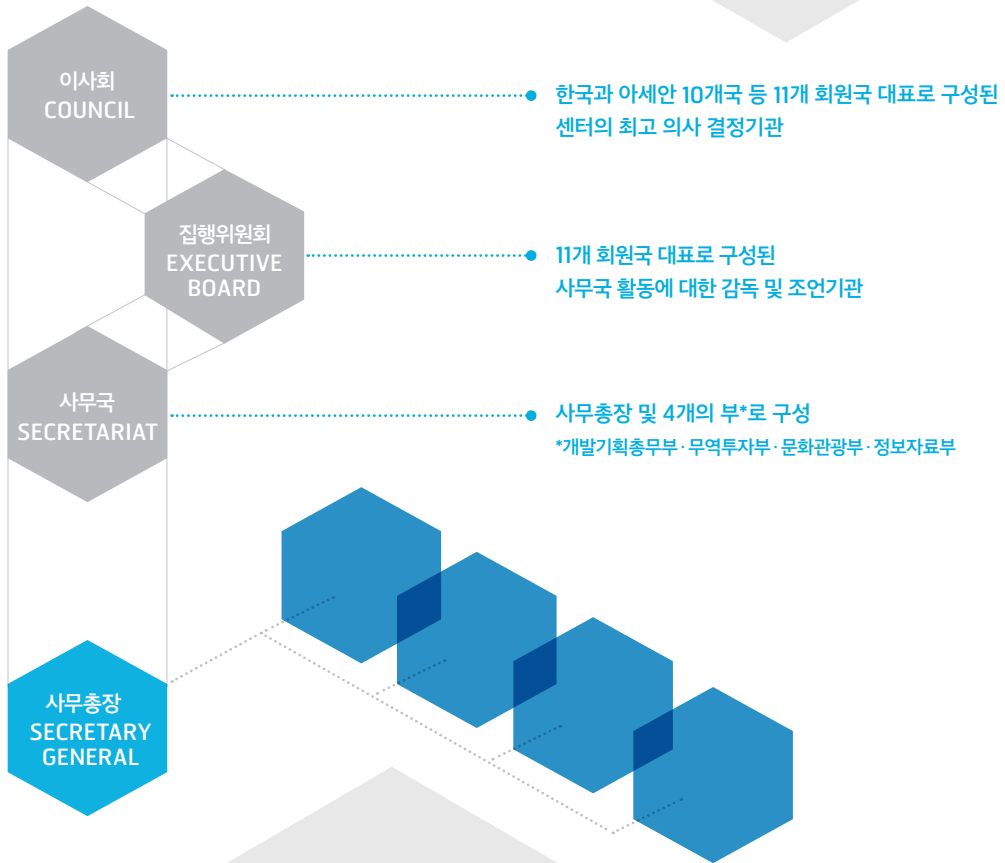 이사회
COUNCIL
한국과 아세안 10개국 등 11개 회원국 대표로 구성된
센터의 최고 의사 결정기관
집행위원회
EXECUTIVE
BOARD
11개 회원국 대표로 구성된
사무국 활동에 대한 감독 및 조언기관
사무국
SECRETARIAT
사무총장 및 4개의 부*로 구성
*개발기획총무부·무역투자부·문화관광부·정보자료부
사무총장
SECRETARY
GENERAL